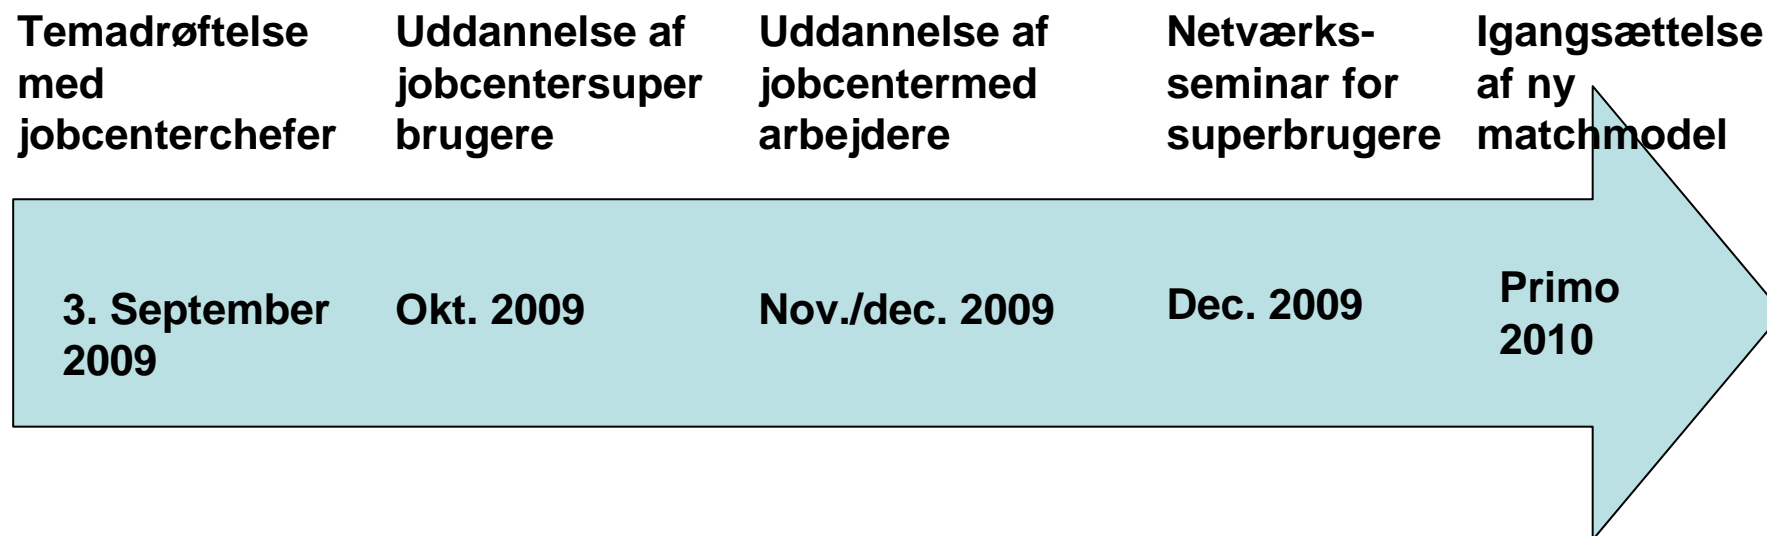 Temadrøftelse
med
jobcenterchefer
Uddannelse af
jobcentersuper
brugere
Uddannelse af
jobcentermed
arbejdere
Netværks-
seminar for
superbrugere
Igangsættelse
af ny
matchmodel
3. September
2009
Okt. 2009
Nov./dec. 2009
Dec. 2009
Primo
2010